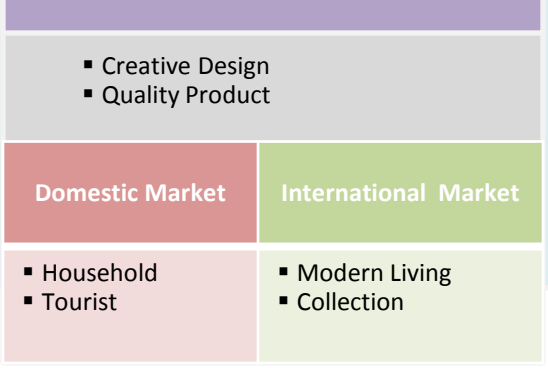 ▪ Creative Design
▪ Quality Product
Domestic Market
International Market
▪ Household
▪ Tourist
▪ Modern Living
▪ Collection